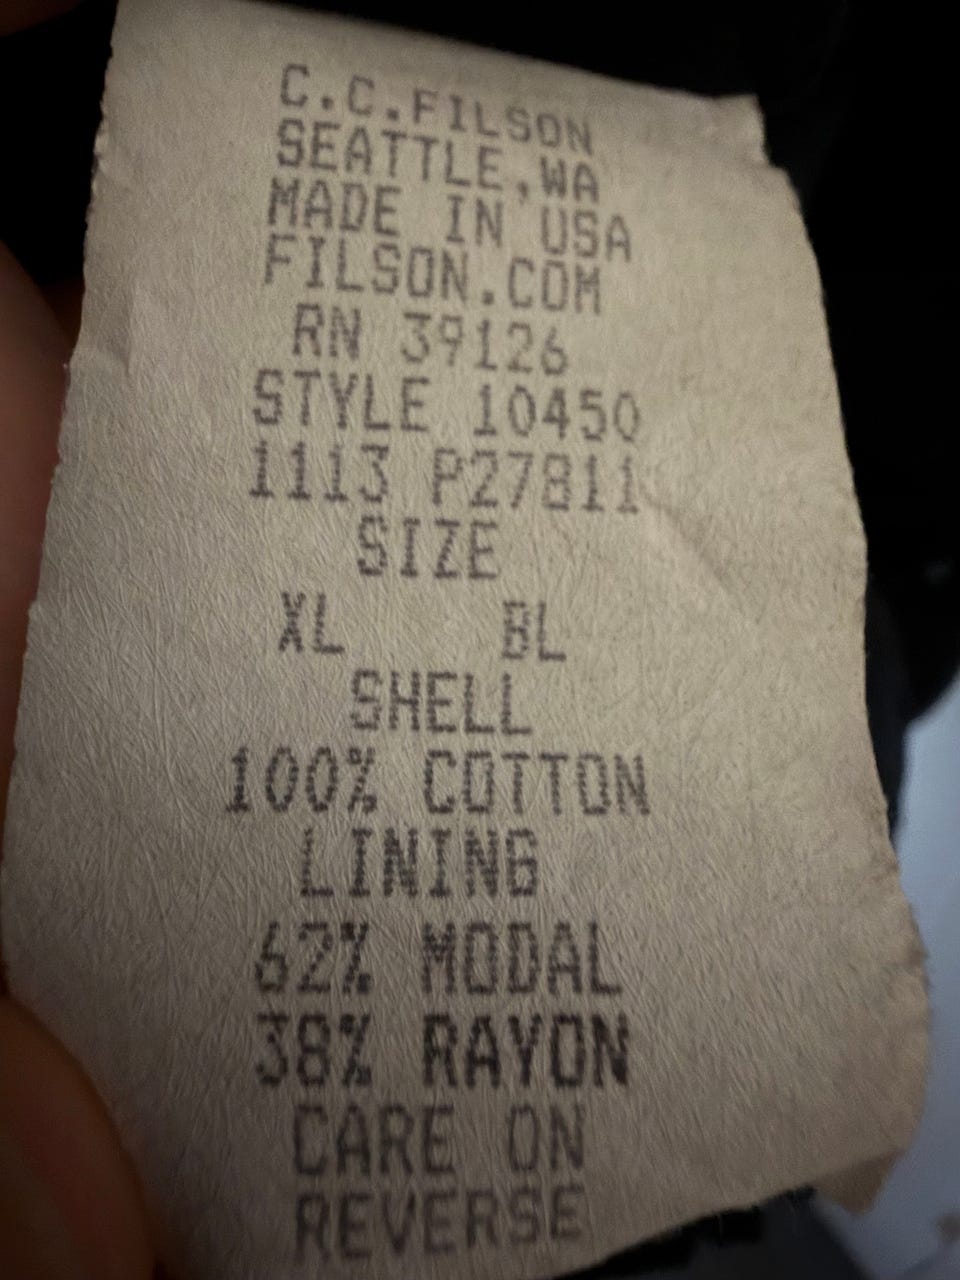 C.C.FILSON
SEATTLE,WA
MADE IN USA
FILSON.COM
RN 39126
STYLE 10450
1113 P27811
SIZE
XL BL
SHELL
100% COTTON
LINING
62% MODAL
38% RAYON
CARE ON
REVERSE